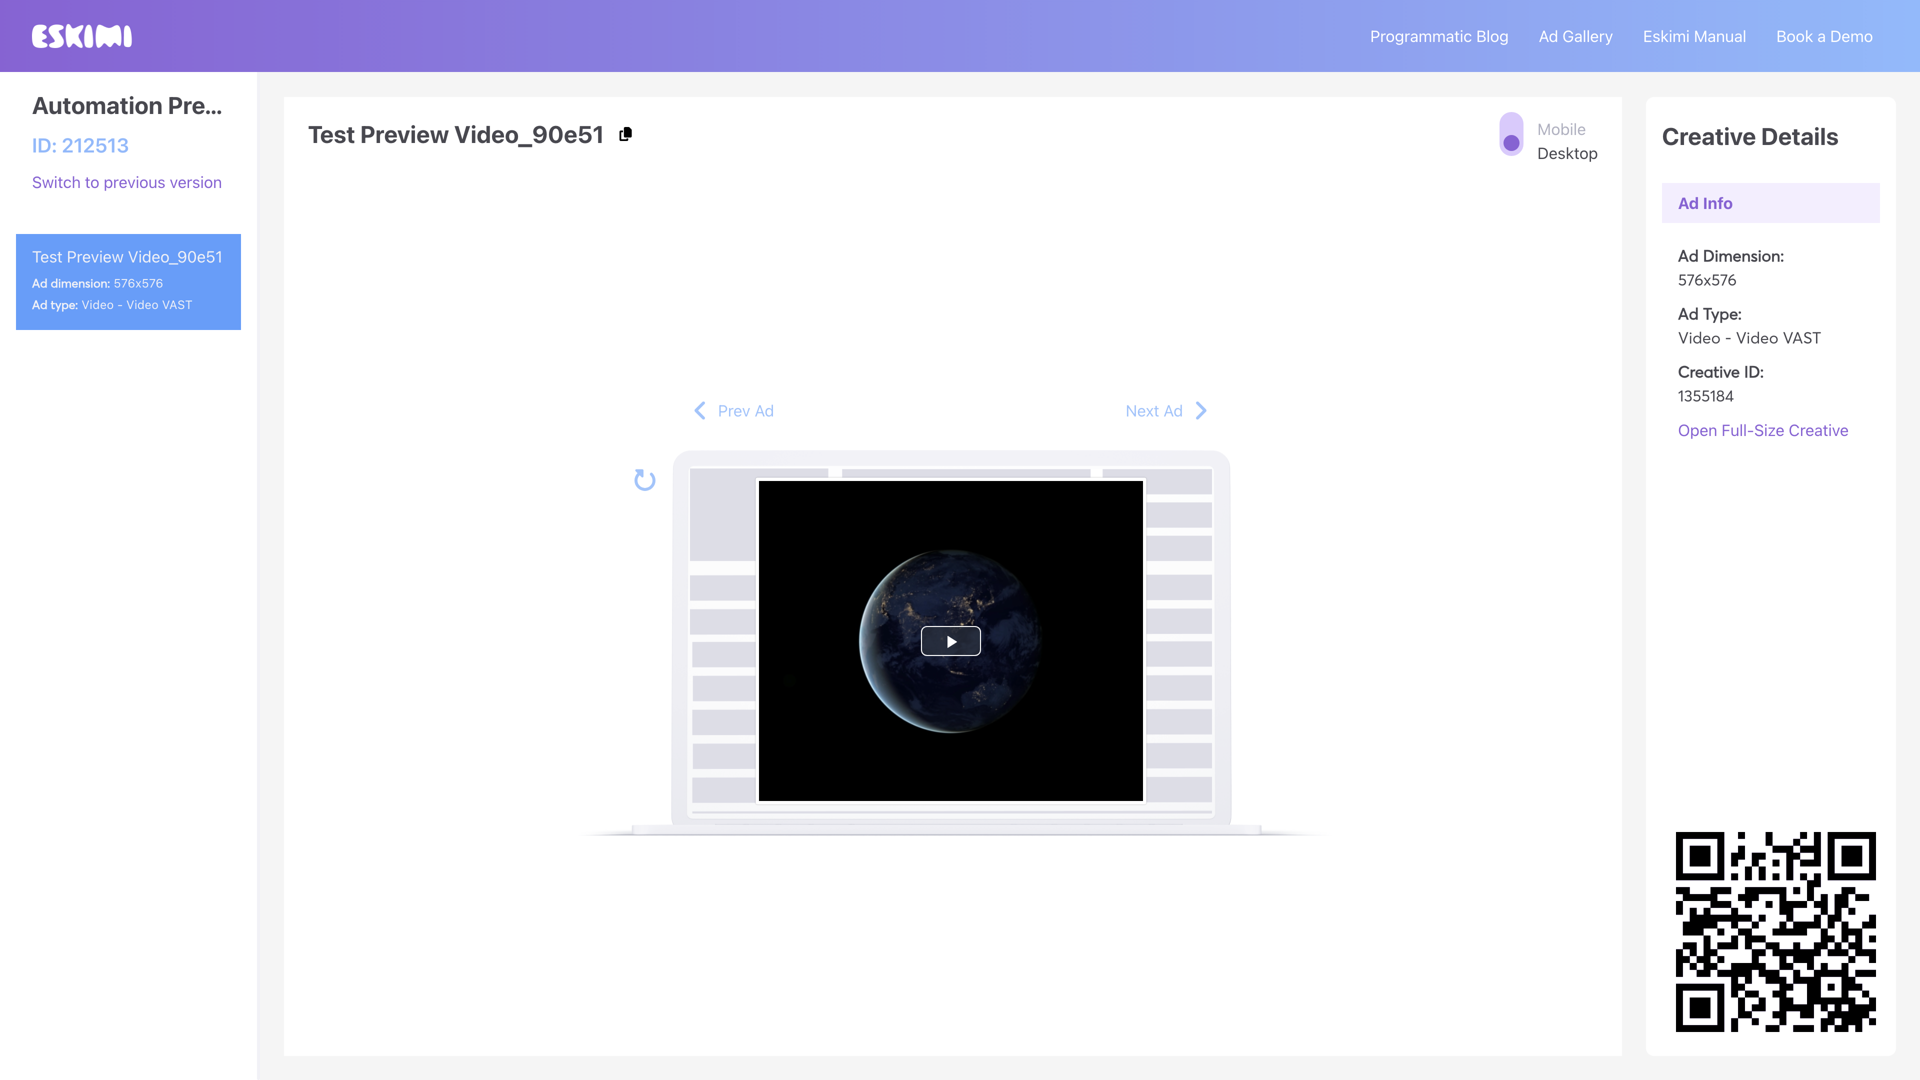 ESKIMI
Programmatic Blog
Ad Gallery
Eskimi Manual
Book a Demo
Automation Pre...
ID: 212513
Switch to previous version
Test Preview Video_90e51
Ad dimension: 576x576
Ad type: Video - Video VAST
Test Preview Video_90e51
Mobile
Desktop
Prev Ad
Next Ad
Creative Details
Ad Info
Ad Dimension:
576x576
Ad Type:
Video - Video VAST
Creative ID:
1355184
Open Full-Size Creative